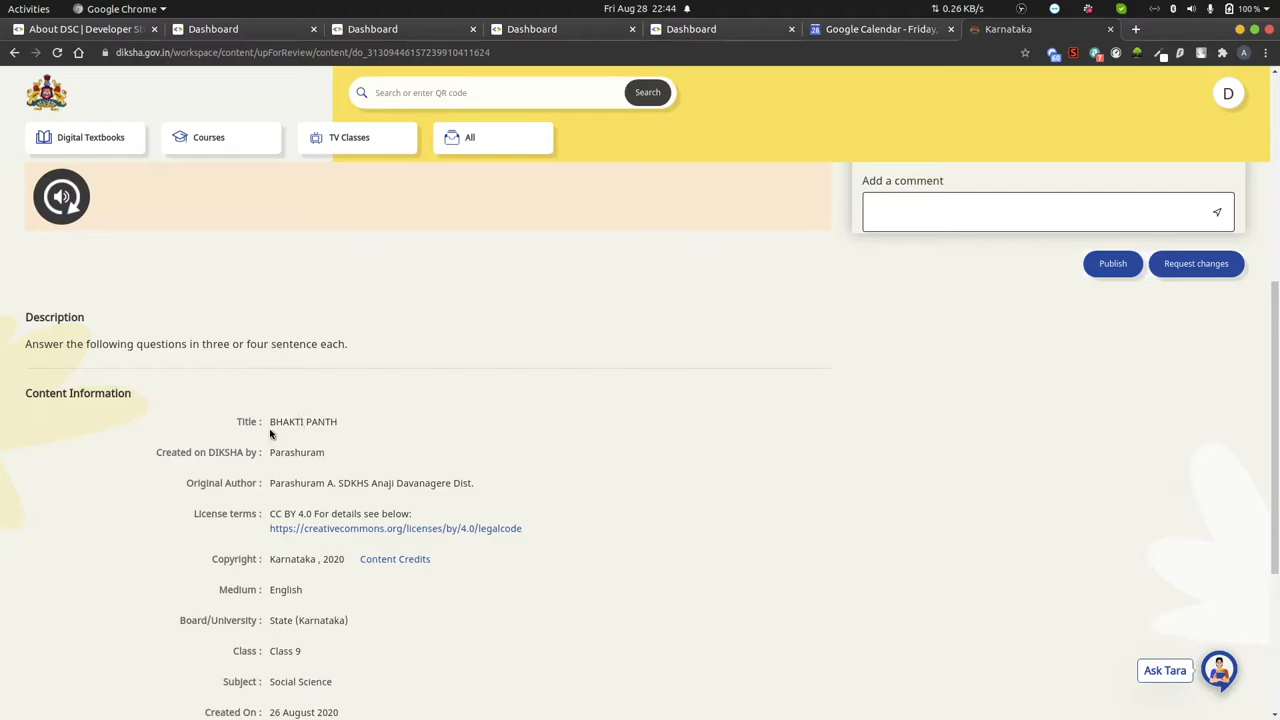 Activities
Google Chrome
Fri Aug 28 22:44
0.26 KB/s
100 %
About DSC | Developer St
Dashboard
Dashboard
Dashboard
Dashboard
Google Calendar - Friday,
Karnataka
diksha.gov.in/workspace/content/upForReview/content/do_31309446157239910411624
60
7
A
Search or enter QR code
Search
D
Digital Textbooks
Courses
TV Classes
All
Add a comment
Publish
Request changes
Description
Answer the following questions in three or four sentence each.
Content Information
Title : BHAKTI PANTH
Created on DIKSHA by : Parashuram
Original Author : Parashuram A. SDKHS Anaji Davanagere Dist.
License terms : CC BY 4.0 For details see below:
https://creativecommons.org/licenses/by/4.0/legalcode
Copyright : Karnataka , 2020 Content Credits
Medium : English
Board/University : State (Karnataka)
Class : Class 9
Subject : Social Science
Created On : 26 August 2020
Ask Tara